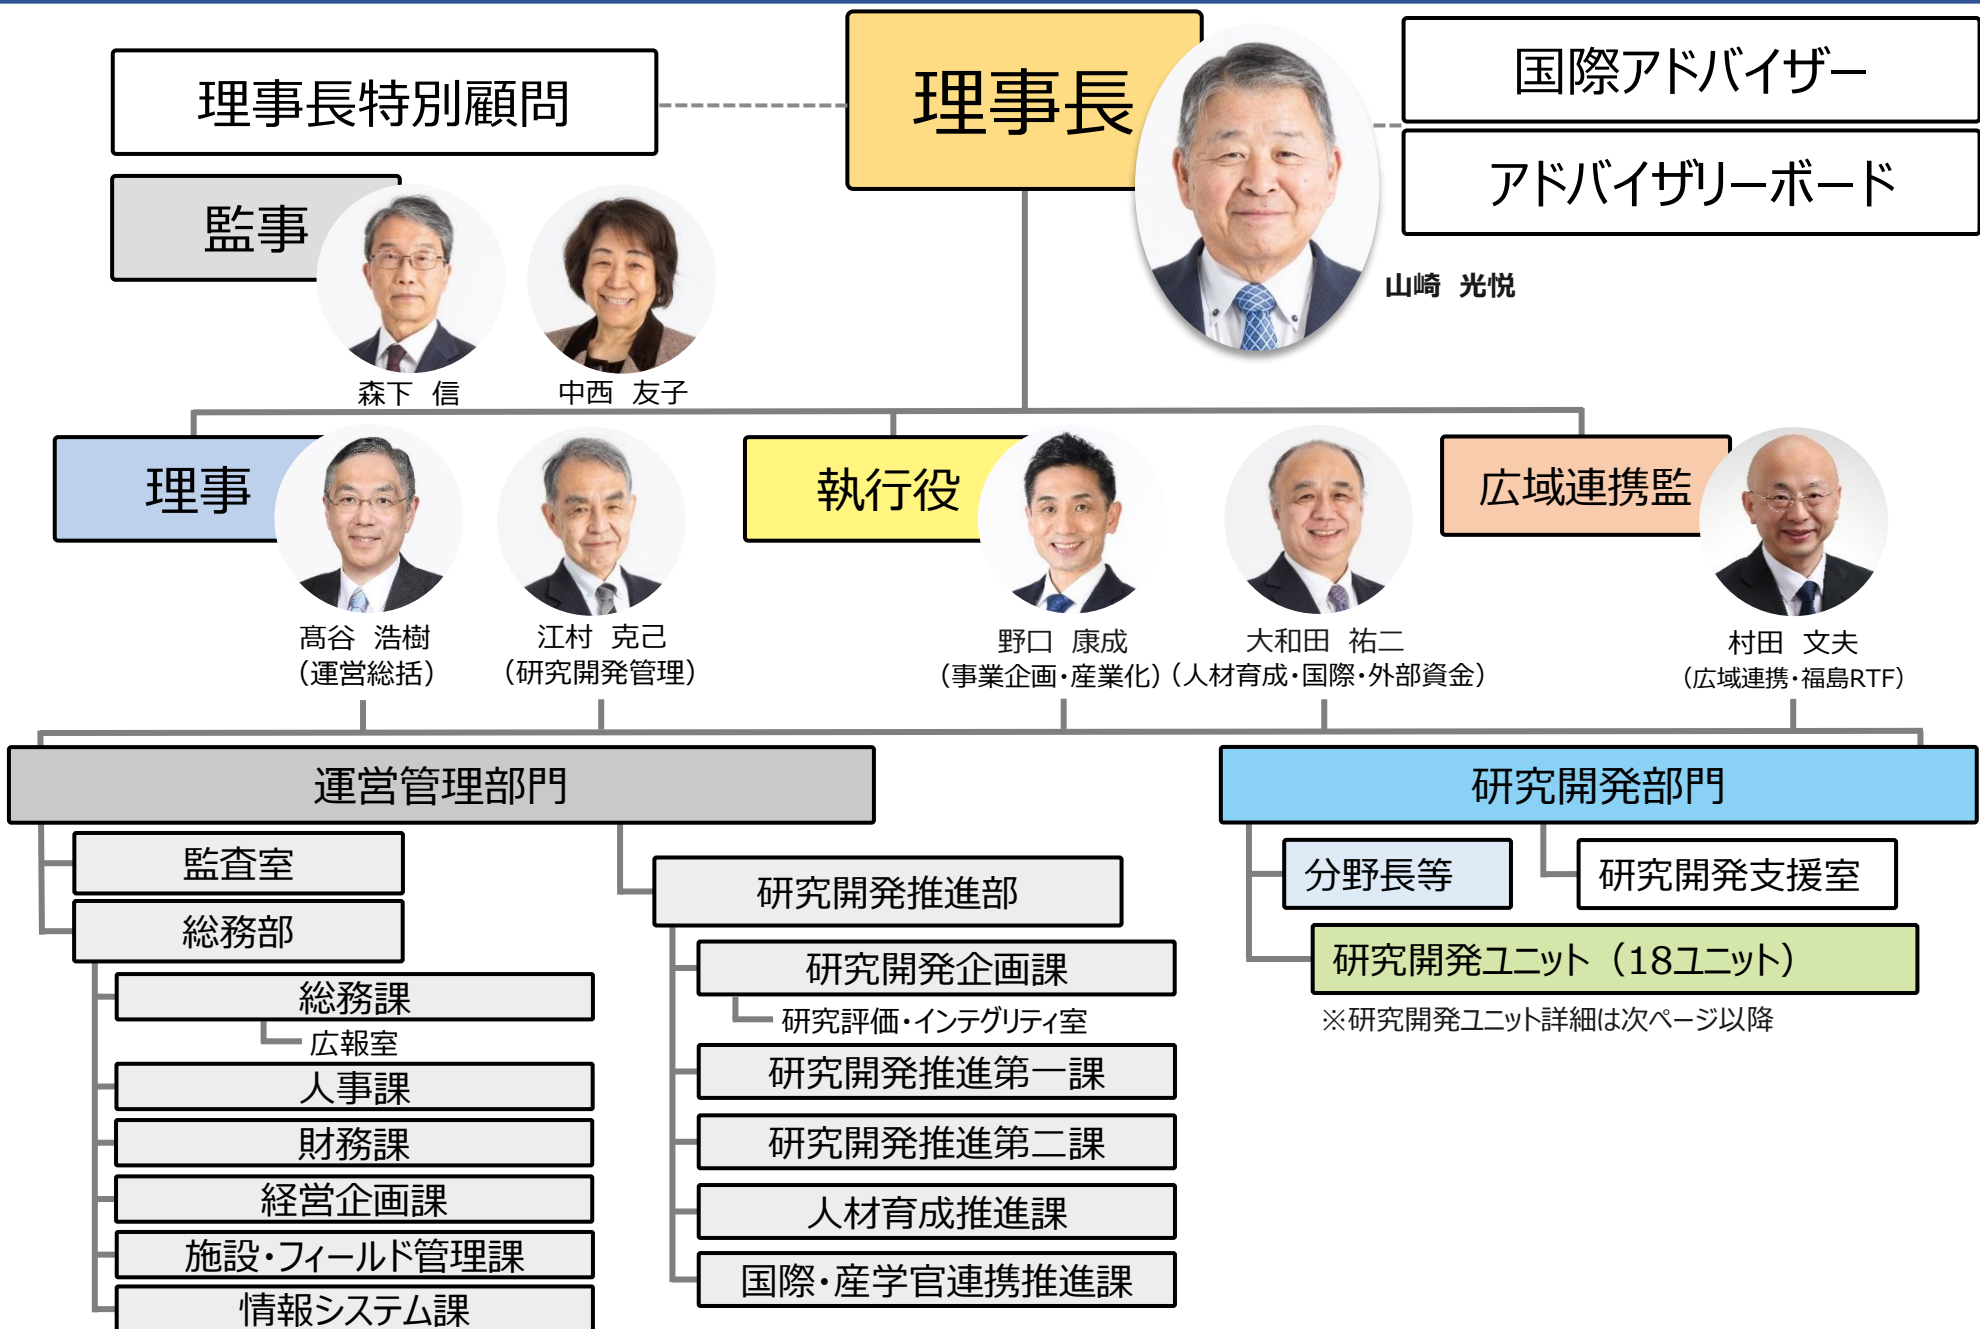 理事長特別顧問
理事長
国際アドバイザー
アドバイザリーボード
山崎　光悦
監事
森下　信
中西　友子
理事
髙谷　浩樹
（運営総括）
江村　克己
（研究開発管理）
執行役
野口　康成
（事業企画・産業化）
大和田　祐二
（人材育成・国際・外部資金）
広域連携監
村田　文夫
（広域連携・福島RTF）
運営管理部門
監査室
総務部
総務課
広報室
人事課
財務課
経営企画課
施設・フィールド管理課
情報システム課
研究開発推進部
研究開発企画課
研究評価・インテグリティ室
研究開発推進第一課
研究開発推進第二課
人材育成推進課
国際・産学官連携推進課
研究開発部門
分野長等
研究開発支援室
研究開発ユニット（18ユニット）
※研究開発ユニット詳細は次ページ以降